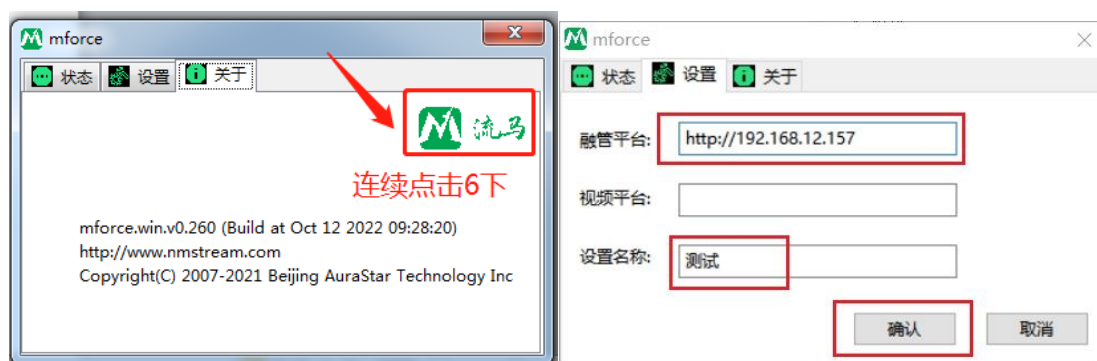 mforce
状态 设置 关于
流马
连续点击6下
mforce.win.v0.260 (Build at Oct 12 2022 09:28:20)
http://www.nmstream.com
Copyright(C) 2007-2021 Beijing AuraStar Technology Inc
mforce
状态 设置 关于
融管平台: http://192.168.12.157
视频平台:
设置名称: 测试
确认 取消